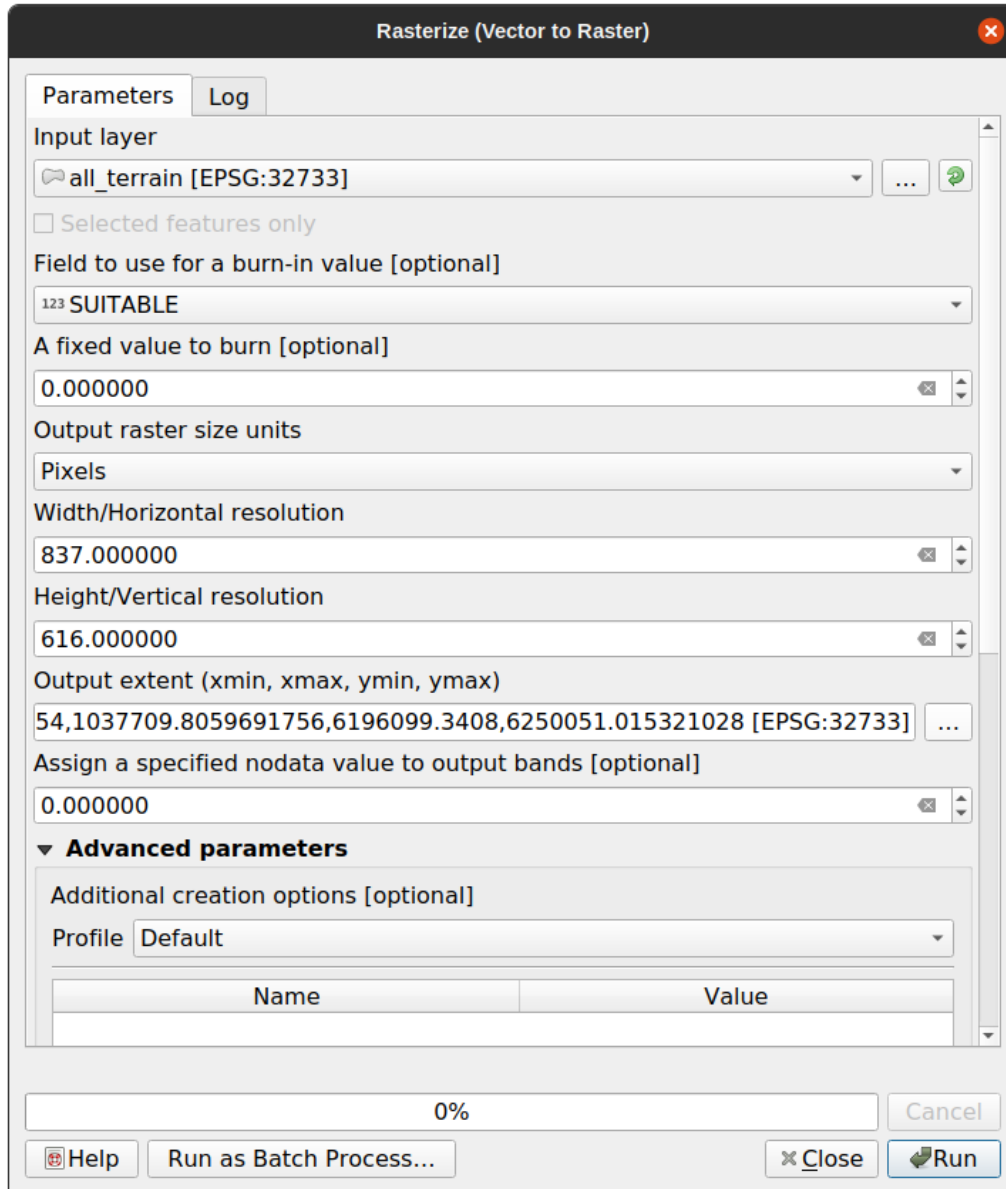 Rasterize (Vector to Raster)
Parameters Log
Input layer
all_terrain [EPSG:32733] ...
Selected features only
Field to use for a burn-in value [optional]
123 SUITABLE
A fixed value to burn [optional]
0.000000
Output raster size units
Pixels
Width/Horizontal resolution
837.000000
Height/Vertical resolution
616.000000
Output extent (xmin, xmax, ymin, ymax)
54,1037709.8059691756,6196099.3408,6250051.015321028 [EPSG:32733] ...
Assign a specified nodata value to output bands [optional]
0.000000
Advanced parameters
Additional creation options [optional]
Profile Default
Name Value
0% Cancel
Help Run as Batch Process... Close Run